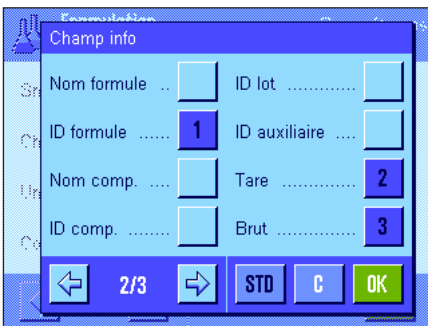 Formulation
Champ info
Nom formule .. ID lot .............
ID formule ...... 1 ID auxiliaire ....
Nom comp. .... Tare .............. 2
ID comp. ........ Brut .............. 3
2/3 STD C OK